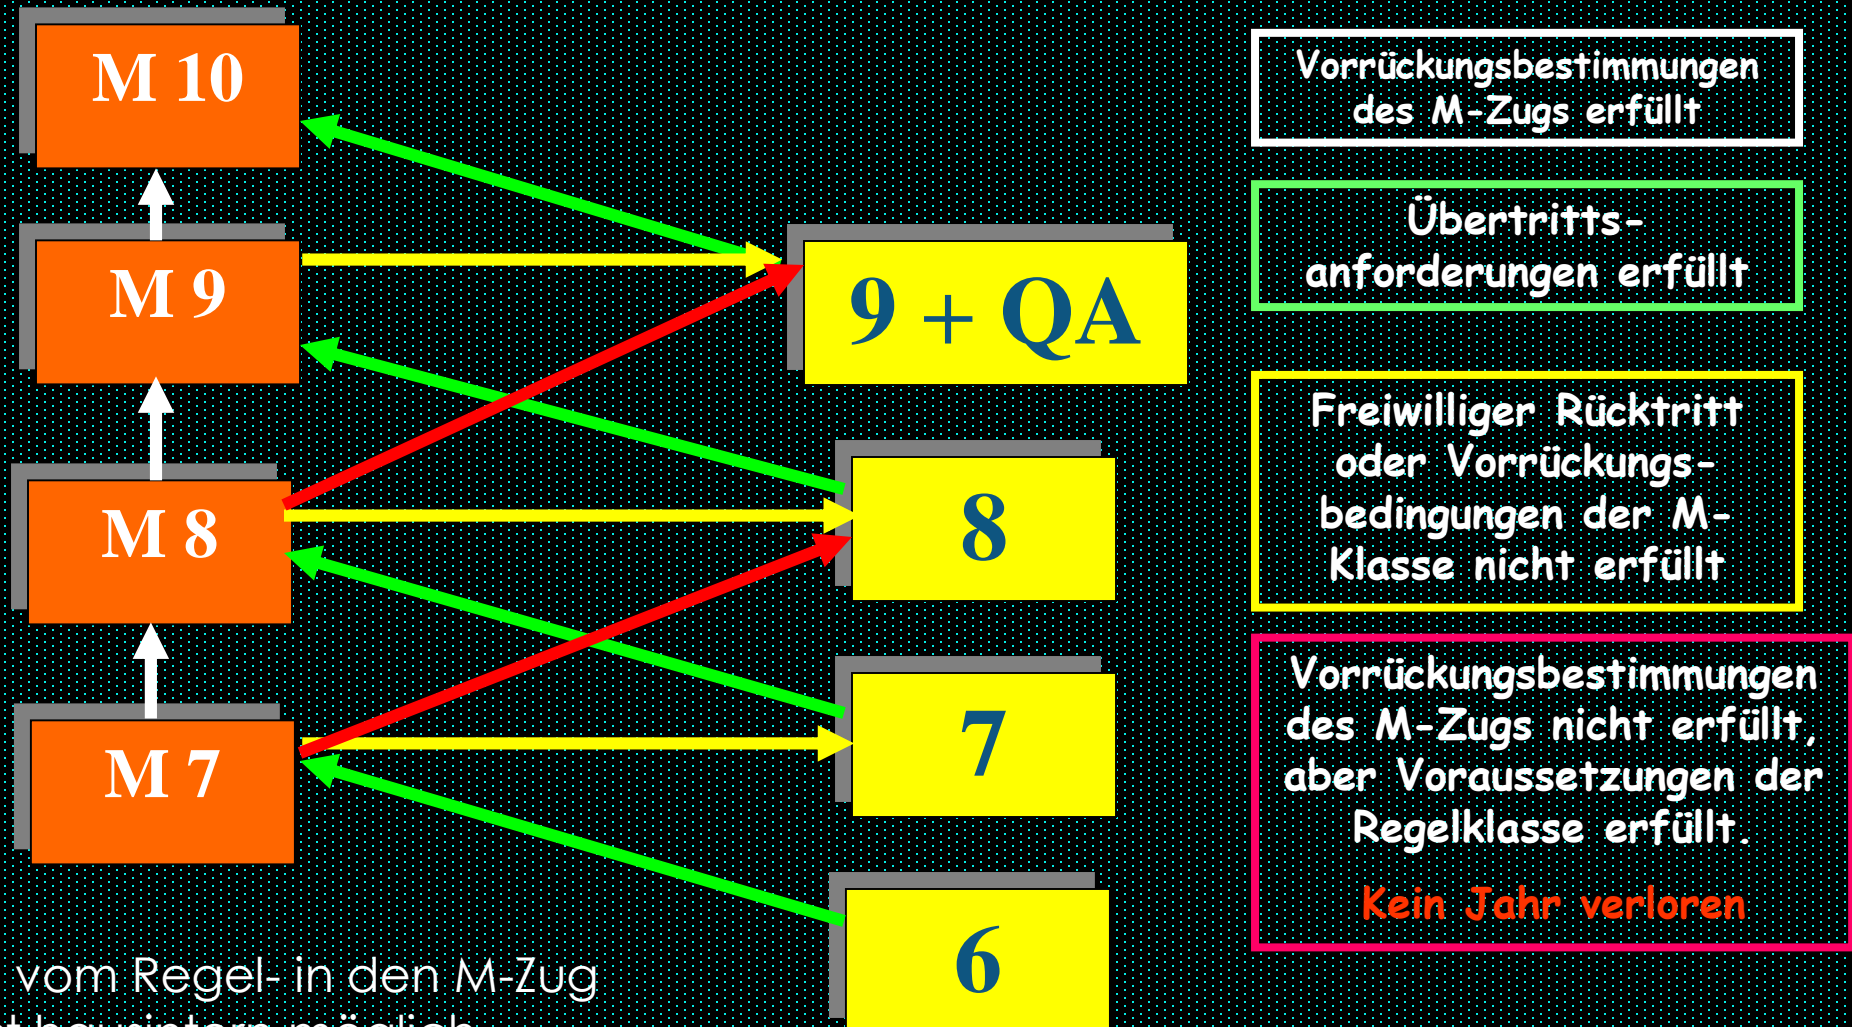 M 10
M 9
M 8
M 7
9 + QA
8
7
6
Vorrückungsbestimmungen
des M-Zugs erfüllt
Übertritts-
anforderungen erfüllt
Freiwilliger Rücktritt
oder Vorrückungs-
bedingungen der M-
Klasse nicht erfüllt
Vorrückungsbestimmungen
des M-Zugs nicht erfüllt,
aber Voraussetzungen der
Regelklasse erfüllt.
Kein Jahr verloren
vom Regel- in den M-Zug
hausintern möglich